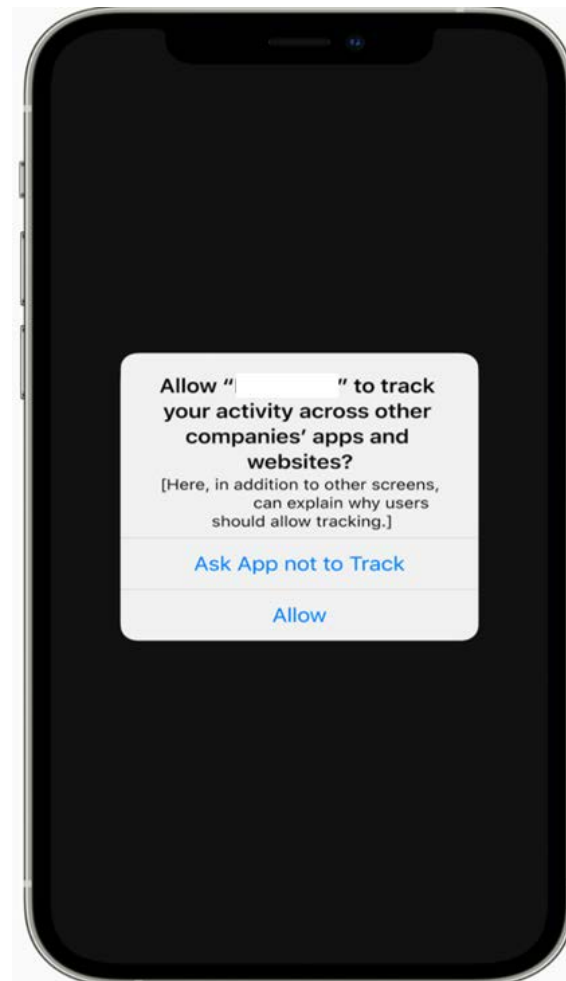 Allow “ ” to track
your activity across other
companies’ apps and
websites?
[Here, in addition to other screens,
can explain why users
should allow tracking.]
Ask App not to Track
Allow